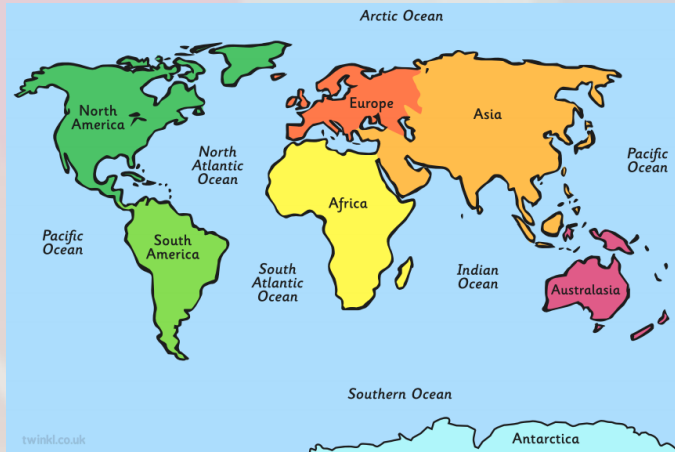 Arctic Ocean
North
America
Europe
Asia
North
Atlantic
Ocean
Pacific
Ocean
Africa
Pacific
Ocean
South
America
South
Atlantic
Ocean
Indian
Ocean
Australasia
Southern Ocean
twinkl.co.uk
Antarctica